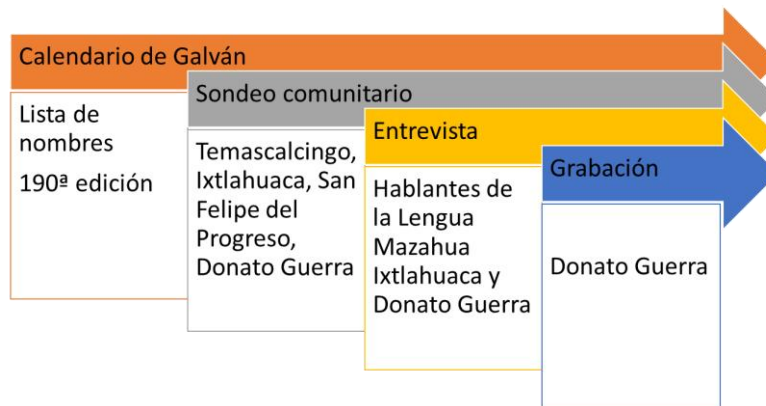 Calendario de Galván
Lista de
nombres
190ª edición
Sondeo comunitario
Temascalcingo,
Ixtlahuaca, San
Felipe del
Progreso,
Donato Guerra
Entrevista
Hablantes de
la Lengua
Mazahua
Ixtlahuaca y
Donato Guerra
Grabación
Donato Guerra